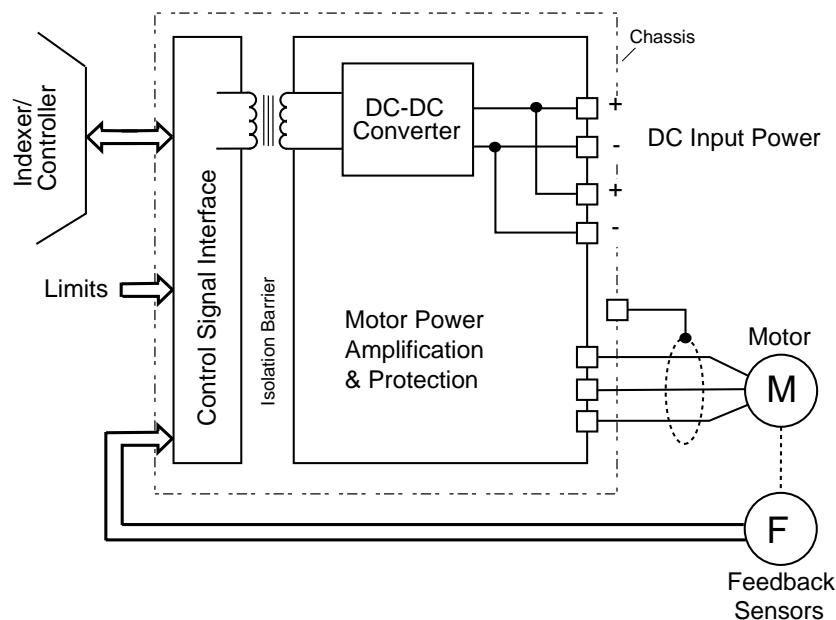 Chassis
Indexer/
Controller
Control Signal Interface
Isolation Barrier
DC-DC
Converter
+
-
+
-
DC Input Power
Limits
Motor Power
Amplification
& Protection
Motor
M
F
Feedback
Sensors